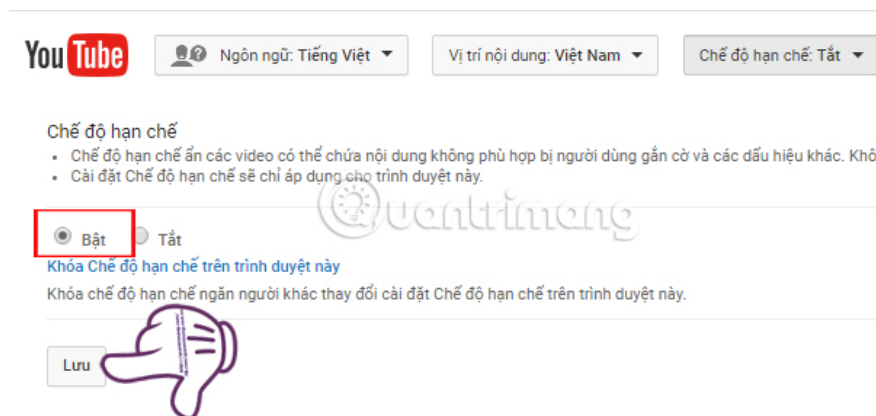 YouTube
Ngôn ngữ: Tiếng Việt
Vị trí nội dung: Việt Nam
Chế độ hạn chế: Tắt
Chế độ hạn chế
Chế độ hạn chế ẩn các video có thể chứa nội dung không phù hợp bị người dùng gắn cờ và các dấu hiệu khác. Khô
Cài đặt Chế độ hạn chế sẽ chỉ áp dụng cho trình duyệt này.
Quantrimang
Bật
Tắt
Khóa Chế độ hạn chế trên trình duyệt này
Khóa chế độ hạn chế ngăn người khác thay đổi cài đặt Chế độ hạn chế trên trình duyệt này.
Lưu